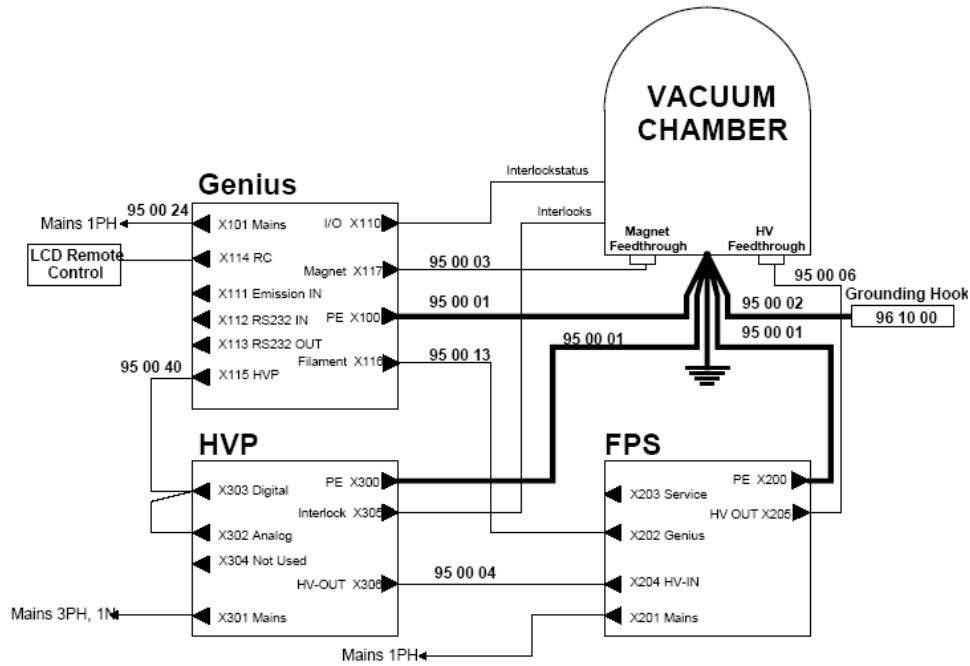 VACUUM
CHAMBER
Interlockstatus
Genius
Interlocks
95 00 24
Mains 1PH
X101 Mains
I/O X110
Magnet
Feedthrough
HV
Feedthrough
LCD Remote
Control
X114 RC
Magnet X117
95 00 03
95 00 06
X111 Emission IN
95 00 01
95 00 02
Grounding Hook
96 10 00
X112 RS232 IN
PE X100
95 00 01
95 00 01
X113 RS232 OUT
Filament X116
95 00 13
95 00 40
X115 HVP
HVP
FPS
PE X300
PE X200
X303 Digital
X203 Service
Interlock X305
HV OUT X205
X302 Analog
X202 Genius
X304 Not Used
95 00 04
HV-OUT X306
X204 HV-IN
Mains 3PH, 1N
X301 Mains
X201 Mains
Mains 1PH